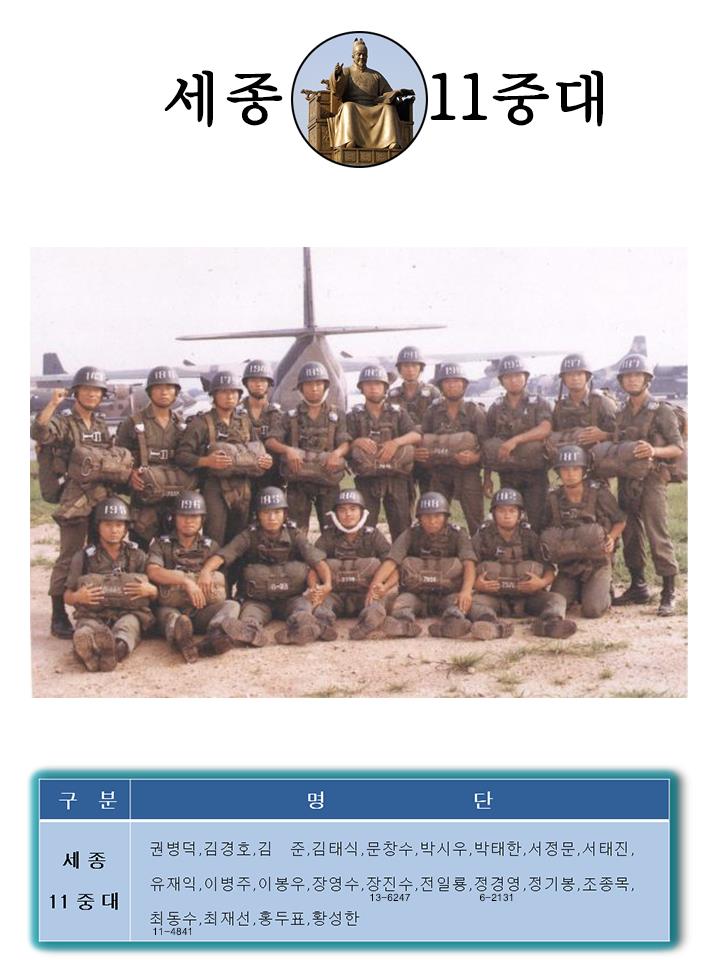 세종 11중대
구 분 명 단
세 종
11 중 대
권병덕,김경호,김 준,김태식,문창수,박시우,박태한,서정문,서태진,
유재익,이병주,이봉우,장영수,장진수,전일룡,정경영,정기봉,조종목,
13-6247 6-2131
최동수,최재선,홍두표,황성한
11-4841